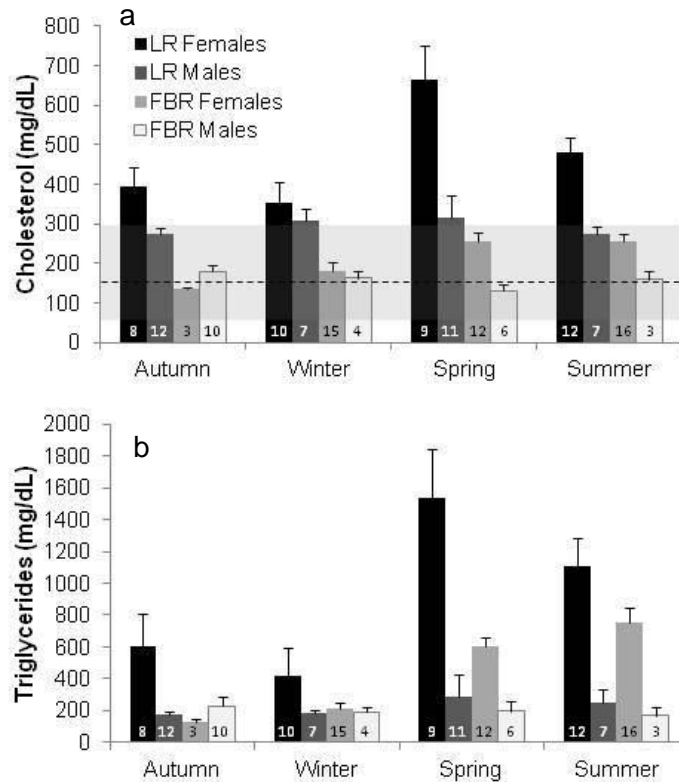 a
800
700
600
500
400
300
200
100
0
Cholesterol (mg/dL)
LR Females
LR Males
FBR Females
FBR Males
8 12 3 10 10 7 15 4 9 11 12 6 12 7 16 3
Autumn Winter Spring Summer
b
2000
1800
1600
1400
1200
1000
800
600
400
200
0
Triglycerides (mg/dL)
8 12 3 10 10 7 15 4 9 11 12 6 12 7 16 3
Autumn Winter Spring Summer